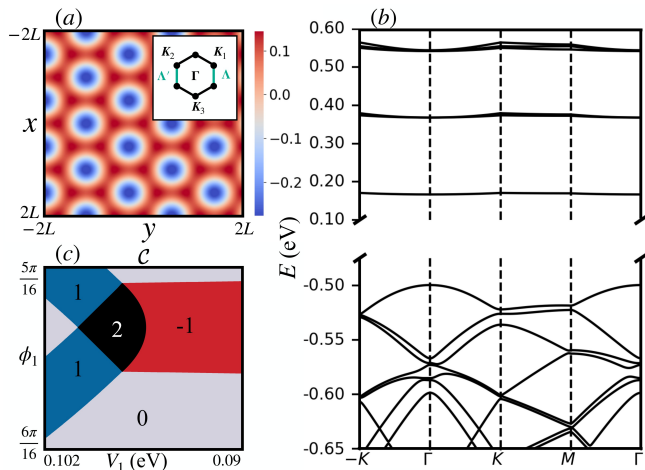 (a)
-2L
x
2L
-2L
y
2L
K₂
K₁
Λ′
Γ
Λ
K₃
0.1
0.0
−0.1
−0.2
(b)
E (eV)
0.60
0.50
0.40
0.30
0.20
0.10
-0.50
-0.55
-0.60
-0.65
−K
Γ
K
M
Γ
(c)
C
5π/16
ϕ₁
6π/16
1
2
-1
1
0
0.102
V₁ (eV)
0.09